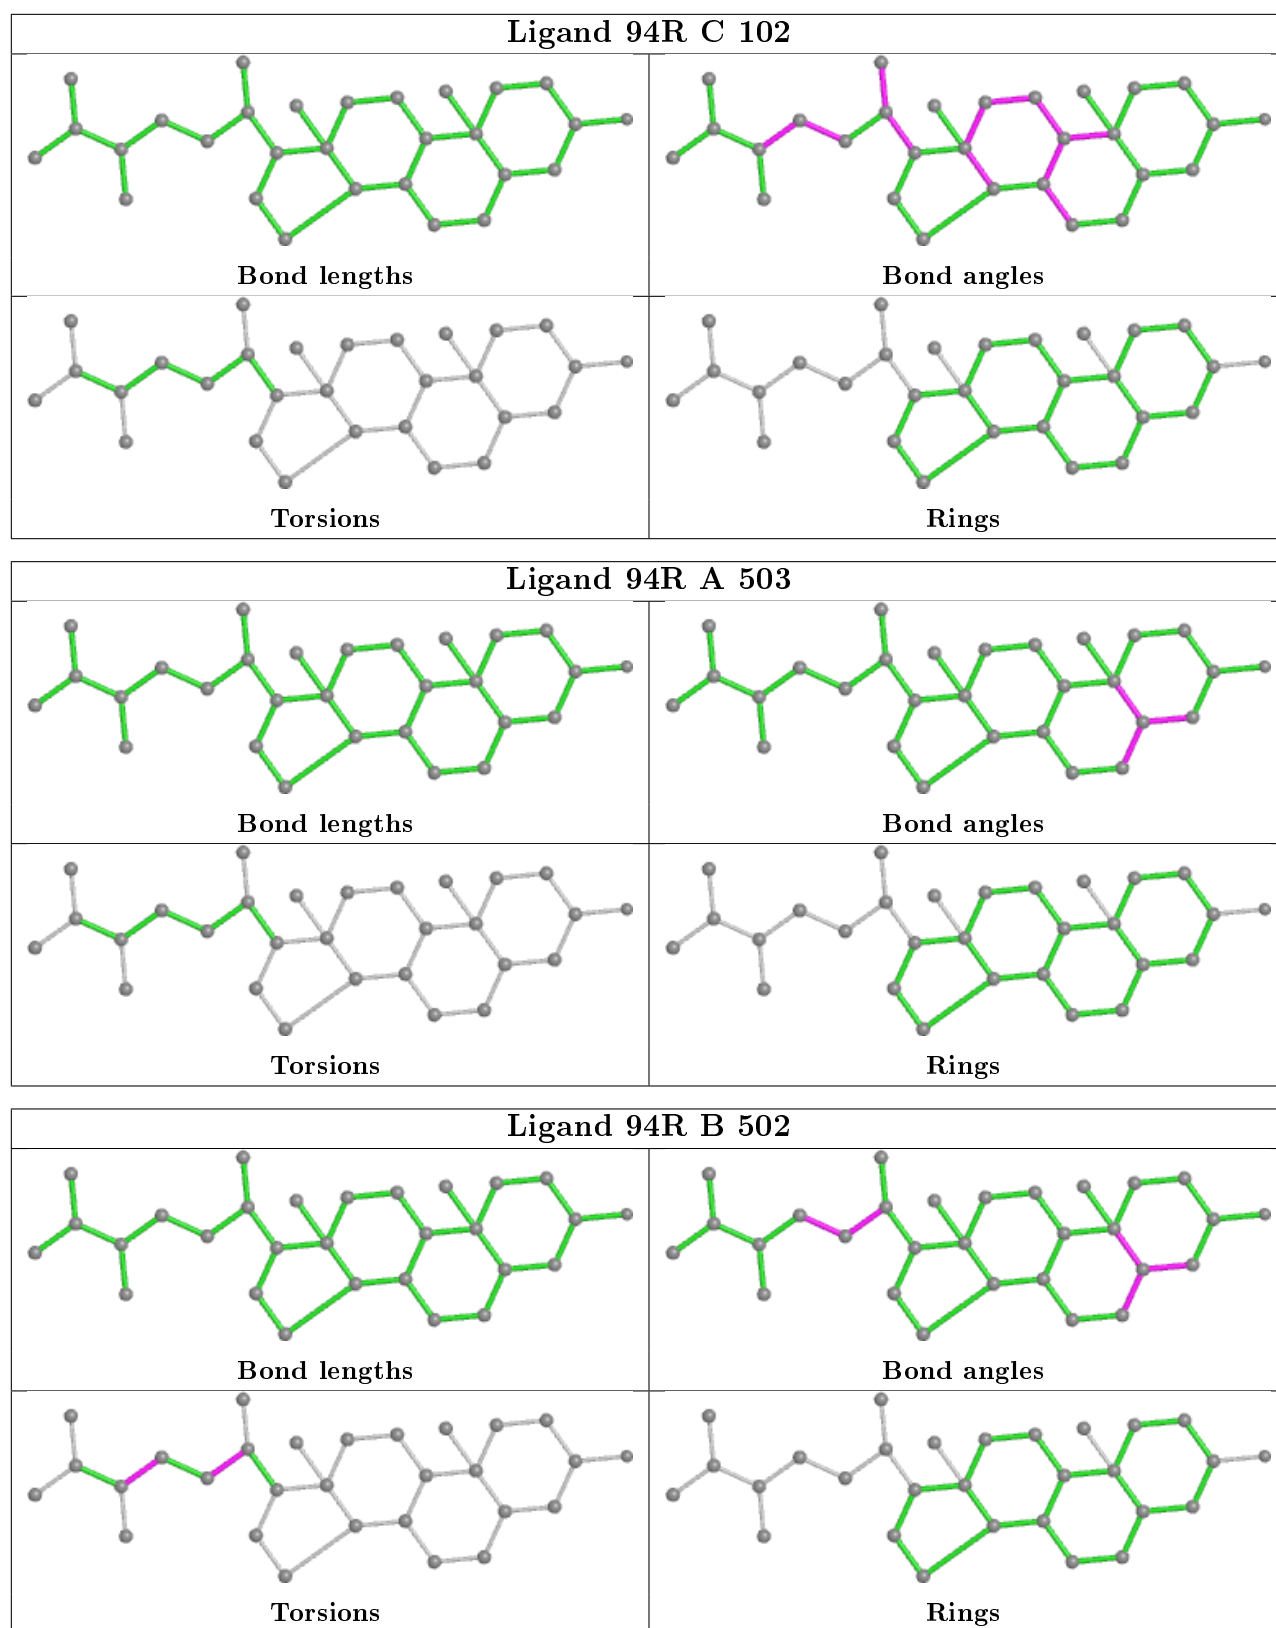 Ligand 94R C 102
Bond lengths
Bond angles
Torsions
Rings
Ligand 94R A 503
Bond lengths
Bond angles
Torsions
Rings
Ligand 94R B 502
Bond lengths
Bond angles
Torsions
Rings